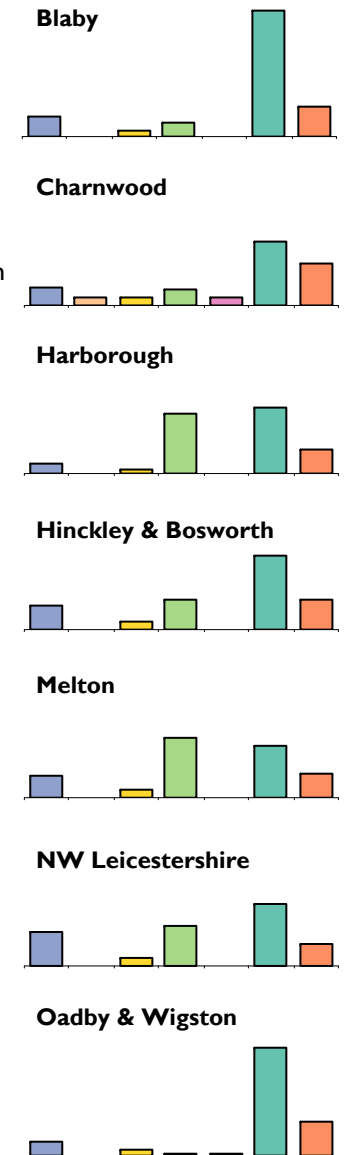 Blaby
Charnwood
n
Harborough
Hinckley & Bosworth
Melton
NW Leicestershire
Oadby & Wigston